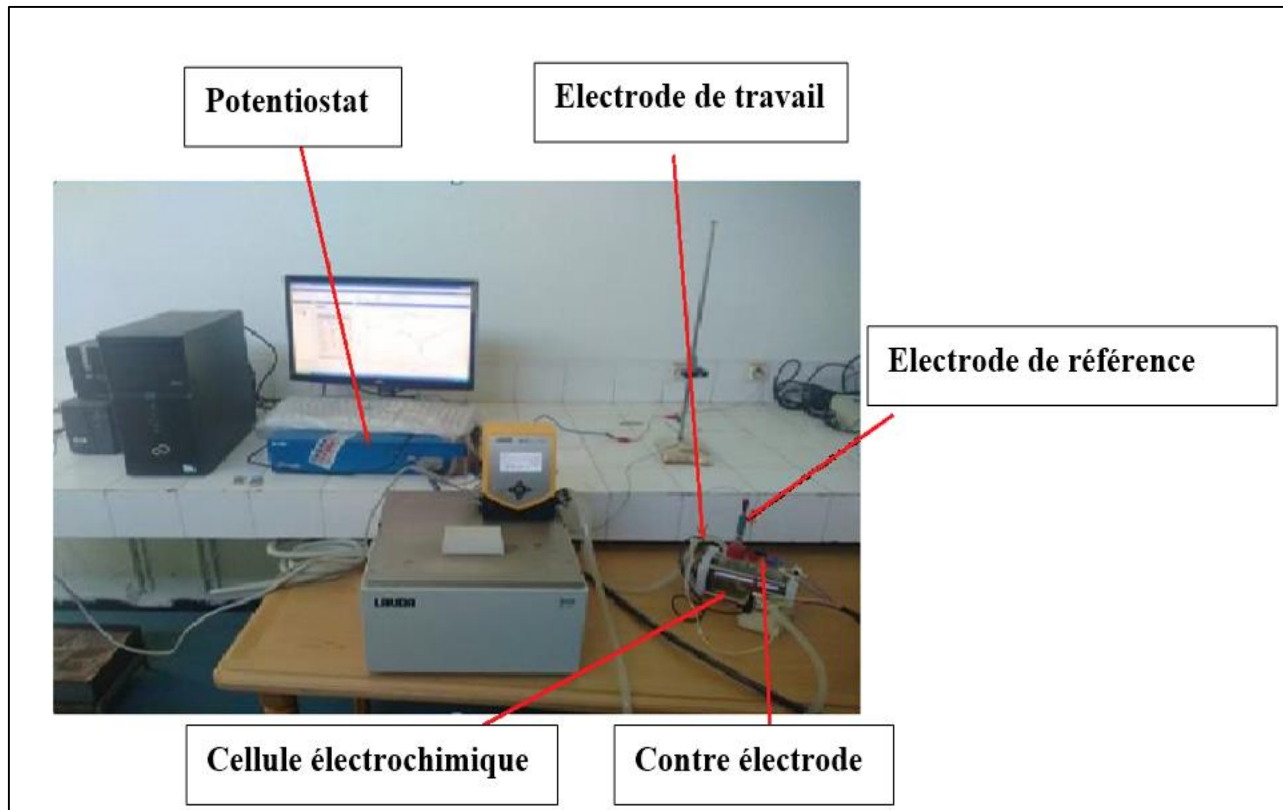 Potentiostat
Electrode de travail
Electrode de référence
LAUDA
Cellule électrochimique
Contre électrode